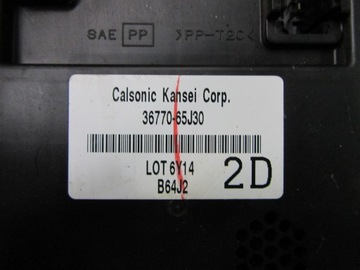 SAE PP >PP-T20<
Calsonic Kansei Corp.
36770-65J30
LOT 6Y14
B64J2
2D